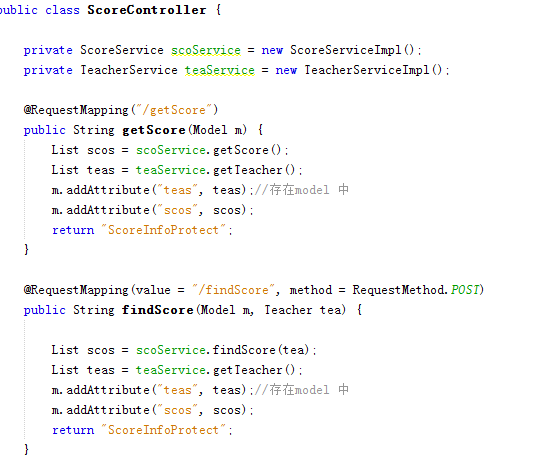 public class ScoreController {
private ScoreService scoService = new ScoreServiceImpl();
private TeacherService teaService = new TeacherServiceImpl();
@RequestMapping("/getScore")
public String getScore(Model m) {
List scos = scoService.getScore();
List teas = teaService.getTeacher();
m.addAttribute("teas", teas);//存在model 中
m.addAttribute("scos", scos);
return "ScoreInfoProtect";
}
@RequestMapping(value = "/findScore", method = RequestMethod.POST)
public String findScore(Model m, Teacher tea) {
List scos = scoService.findScore(tea);
List teas = teaService.getTeacher();
m.addAttribute("teas", teas);//存在model 中
m.addAttribute("scos", scos);
return "ScoreInfoProtect";
}